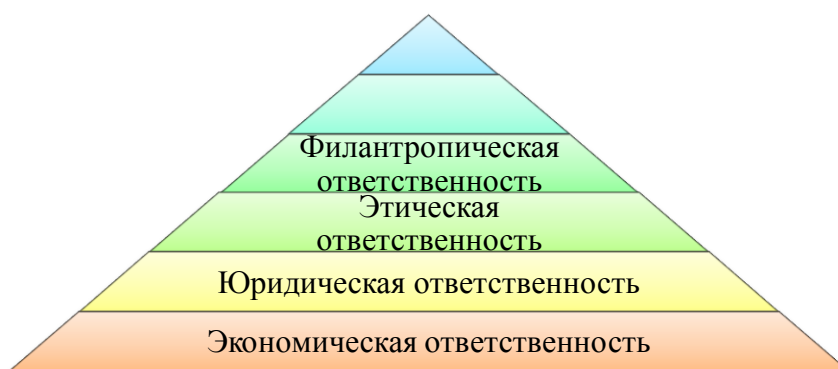 Филантропическая
ответственность
Этическая
ответственность
Юридическая ответственность
Экономическая ответственность